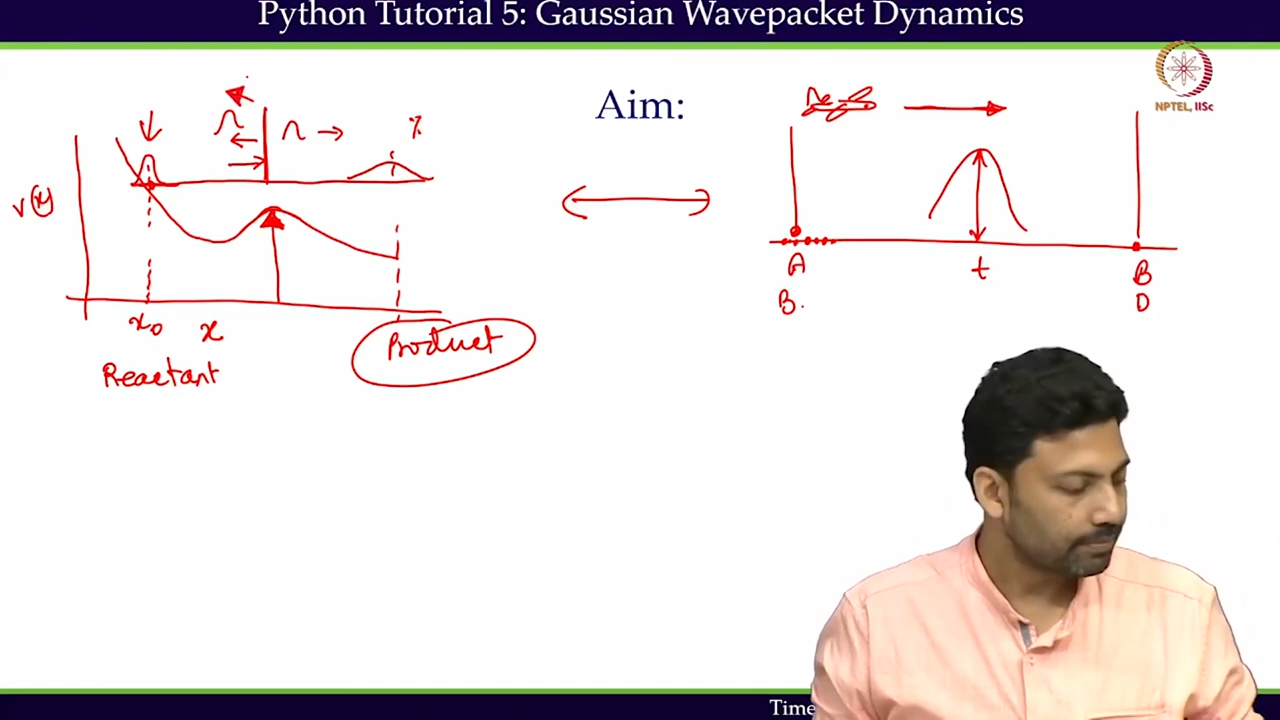 Python Tutorial 5: Gaussian Wavepacket Dynamics
NPTEL, IISc
Aim:
%
v(x)
x₀
x
Reactant
Product
A
t
B
B.
D
Time